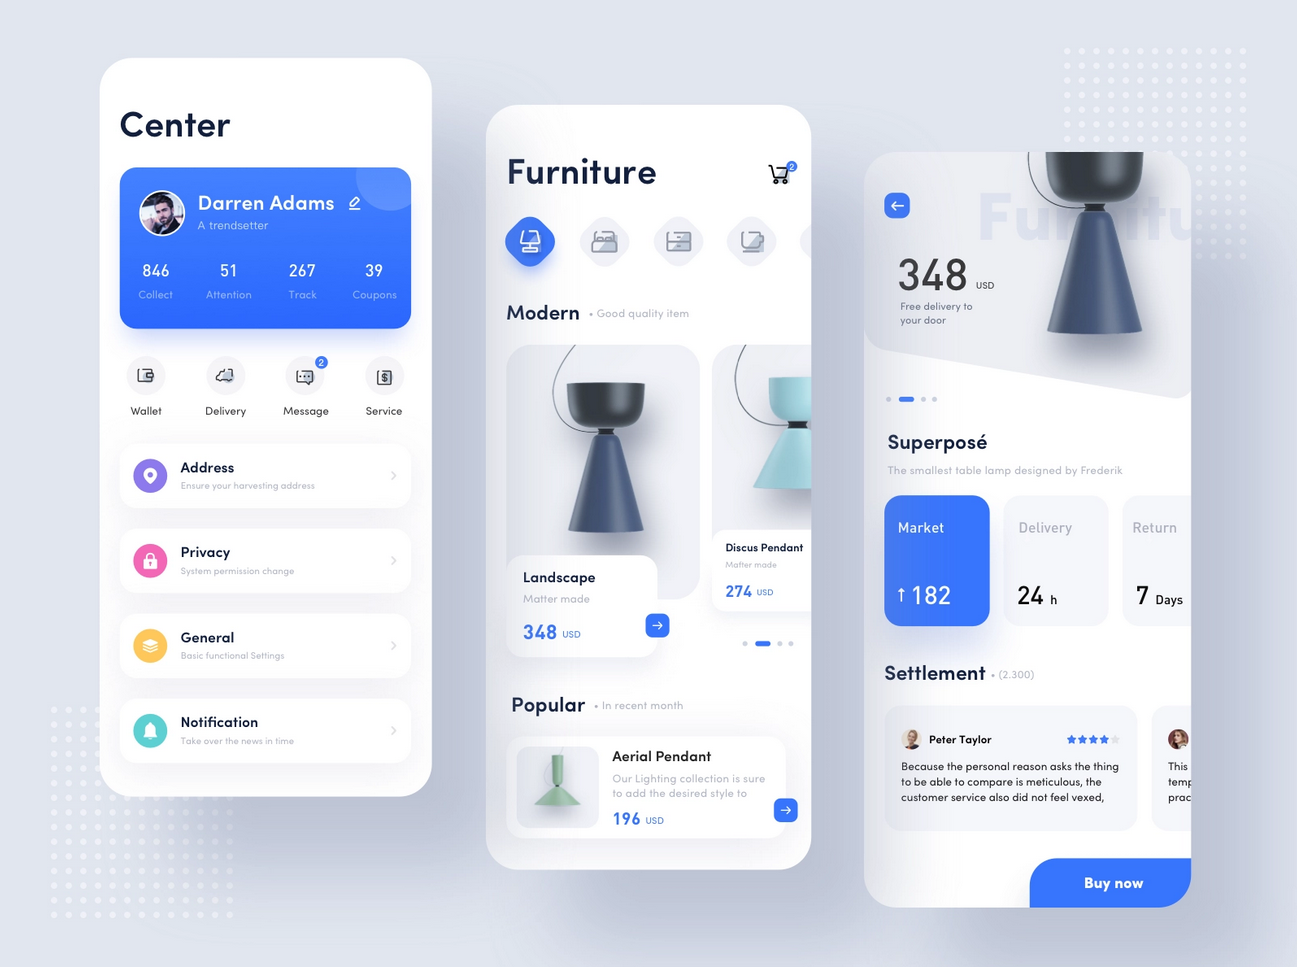 Center
Darren Adams
A trendsetter
846 51 267 39
Collect Attention Track Coupons
2
Wallet Delivery Message Service
Address
Ensure your harvesting address
Privacy
System permission change
General
Basic functional Settings
Notification
Take over the news in time
Furniture
2
Modern • Good quality item
Landscape
Matter made
348 USD
Discus Pendant
Matter made
274 USD
Popular • In recent month
Aerial Pendant
Our Lighting collection is sure
to add the desired style to
196 USD
Furnitu
348 USD
Free delivery to
your door
Superposé
The smallest table lamp designed by Frederik
Market Delivery Return
↑ 182 24 h 7 Days
Settlement • (2.300)
Peter Taylor
Because the personal reason asks the thing
to be able to compare is meticulous, the
customer service also did not feel vexed,
This
temp
prac
Buy now